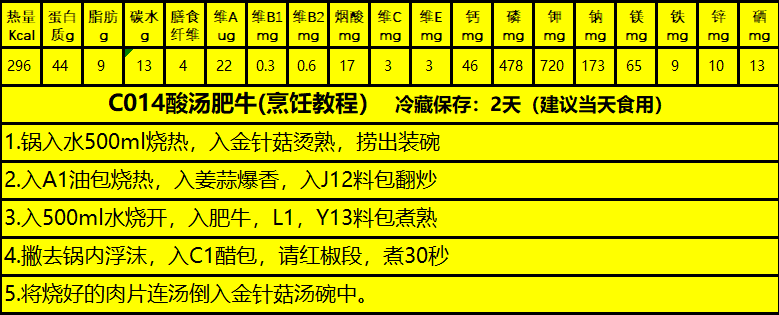 热量 蛋白 脂肪 碳水 膳食 维A 维B1 维B2 烟酸 维C 维E 钙 磷 钾 钠 镁 铁 锌 硒
Kcal 质g g g 纤维 ug mg mg mg mg mg mg mg mg mg mg mg mg mg
296 44 9 13 4 22 0.3 0.6 17 3 3 46 478 720 173 65 9 10 13
C014酸汤肥牛(烹饪教程） 冷藏保存：2天（建议当天食用）
1.锅入水500ml烧热，入金针菇烫熟，捞出装碗
2.入A1油包烧热，入姜蒜爆香，入J12料包翻炒
3.入500ml水烧开，入肥牛，L1，Y13料包煮熟
4.撇去锅内浮沫，入C1醋包，请红椒段，煮30秒
5.将烧好的肉片连汤倒入金针菇汤碗中。